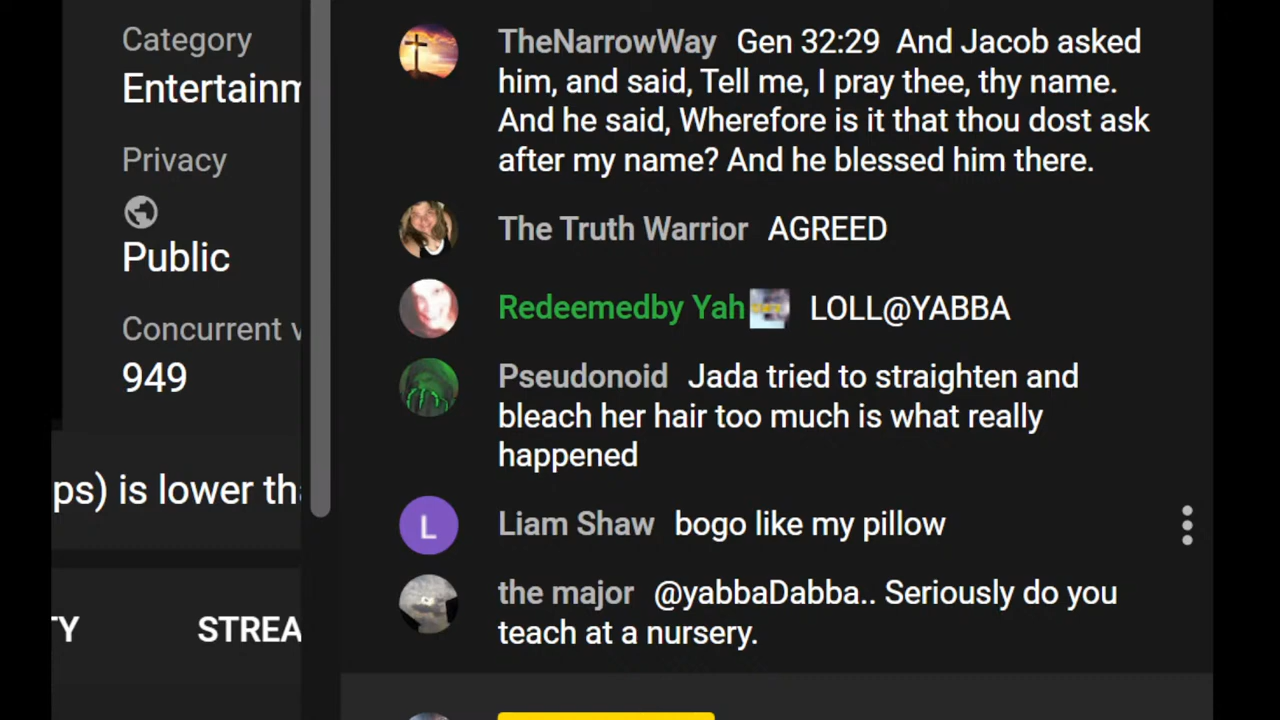 Category
Entertainm
Privacy
Public
Concurrent v
949
ps) is lower tha
TY
STREA
TheNarrowWay Gen 32:29 And Jacob asked
him, and said, Tell me, I pray thee, thy name.
And he said, Wherefore is it that thou dost ask
after my name? And he blessed him there.
The Truth Warrior AGREED
Redeemedby Yah LOLL@YABBA
Pseudonoid Jada tried to straighten and
bleach her hair too much is what really
happened
L
Liam Shaw bogo like my pillow
the major @yabbaDabba.. Seriously do you
teach at a nursery.